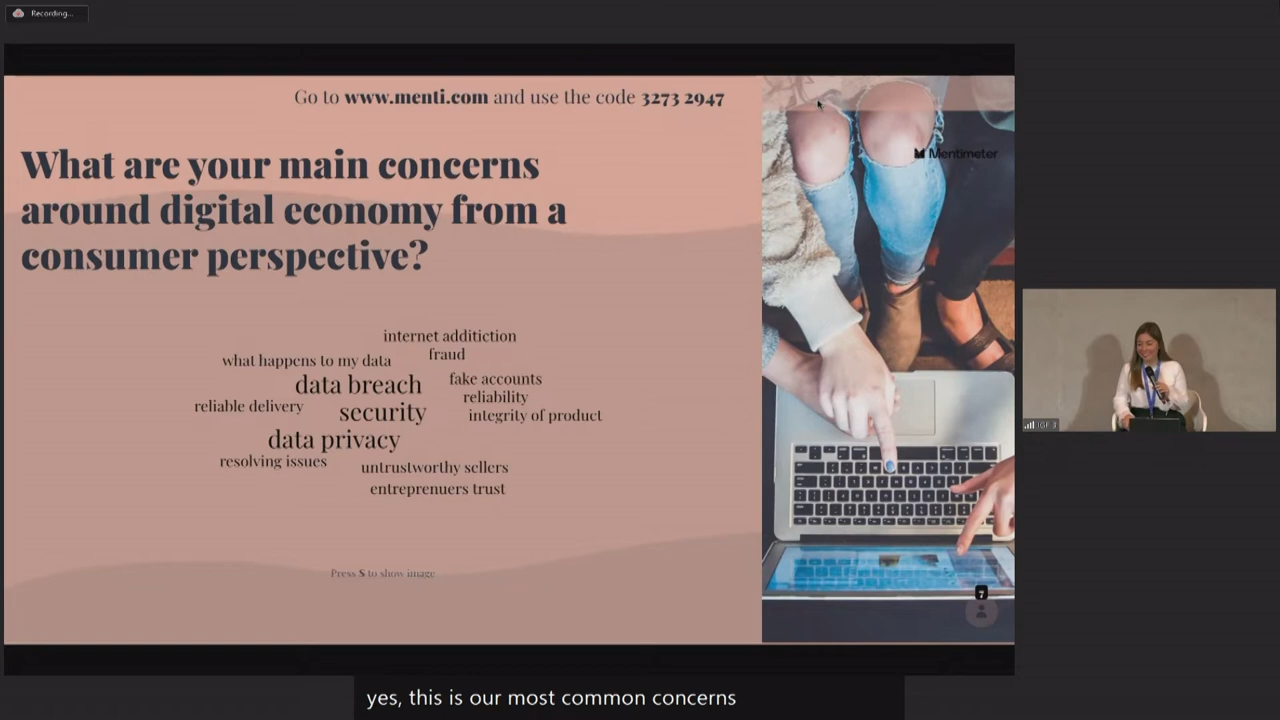 Recording...
Go to www.menti.com and use the code 3273 2947
Mentimeter
What are your main concerns
around digital economy from a
consumer perspective?
internet additiction
what happens to my data
fraud
data breach
fake accounts
reliability
reliable delivery
security
integrity of product
data privacy
resolving issues
untrustworthy sellers
entreprenuers trust
Press S to show image
7
IGF 3
yes, this is our most common concerns